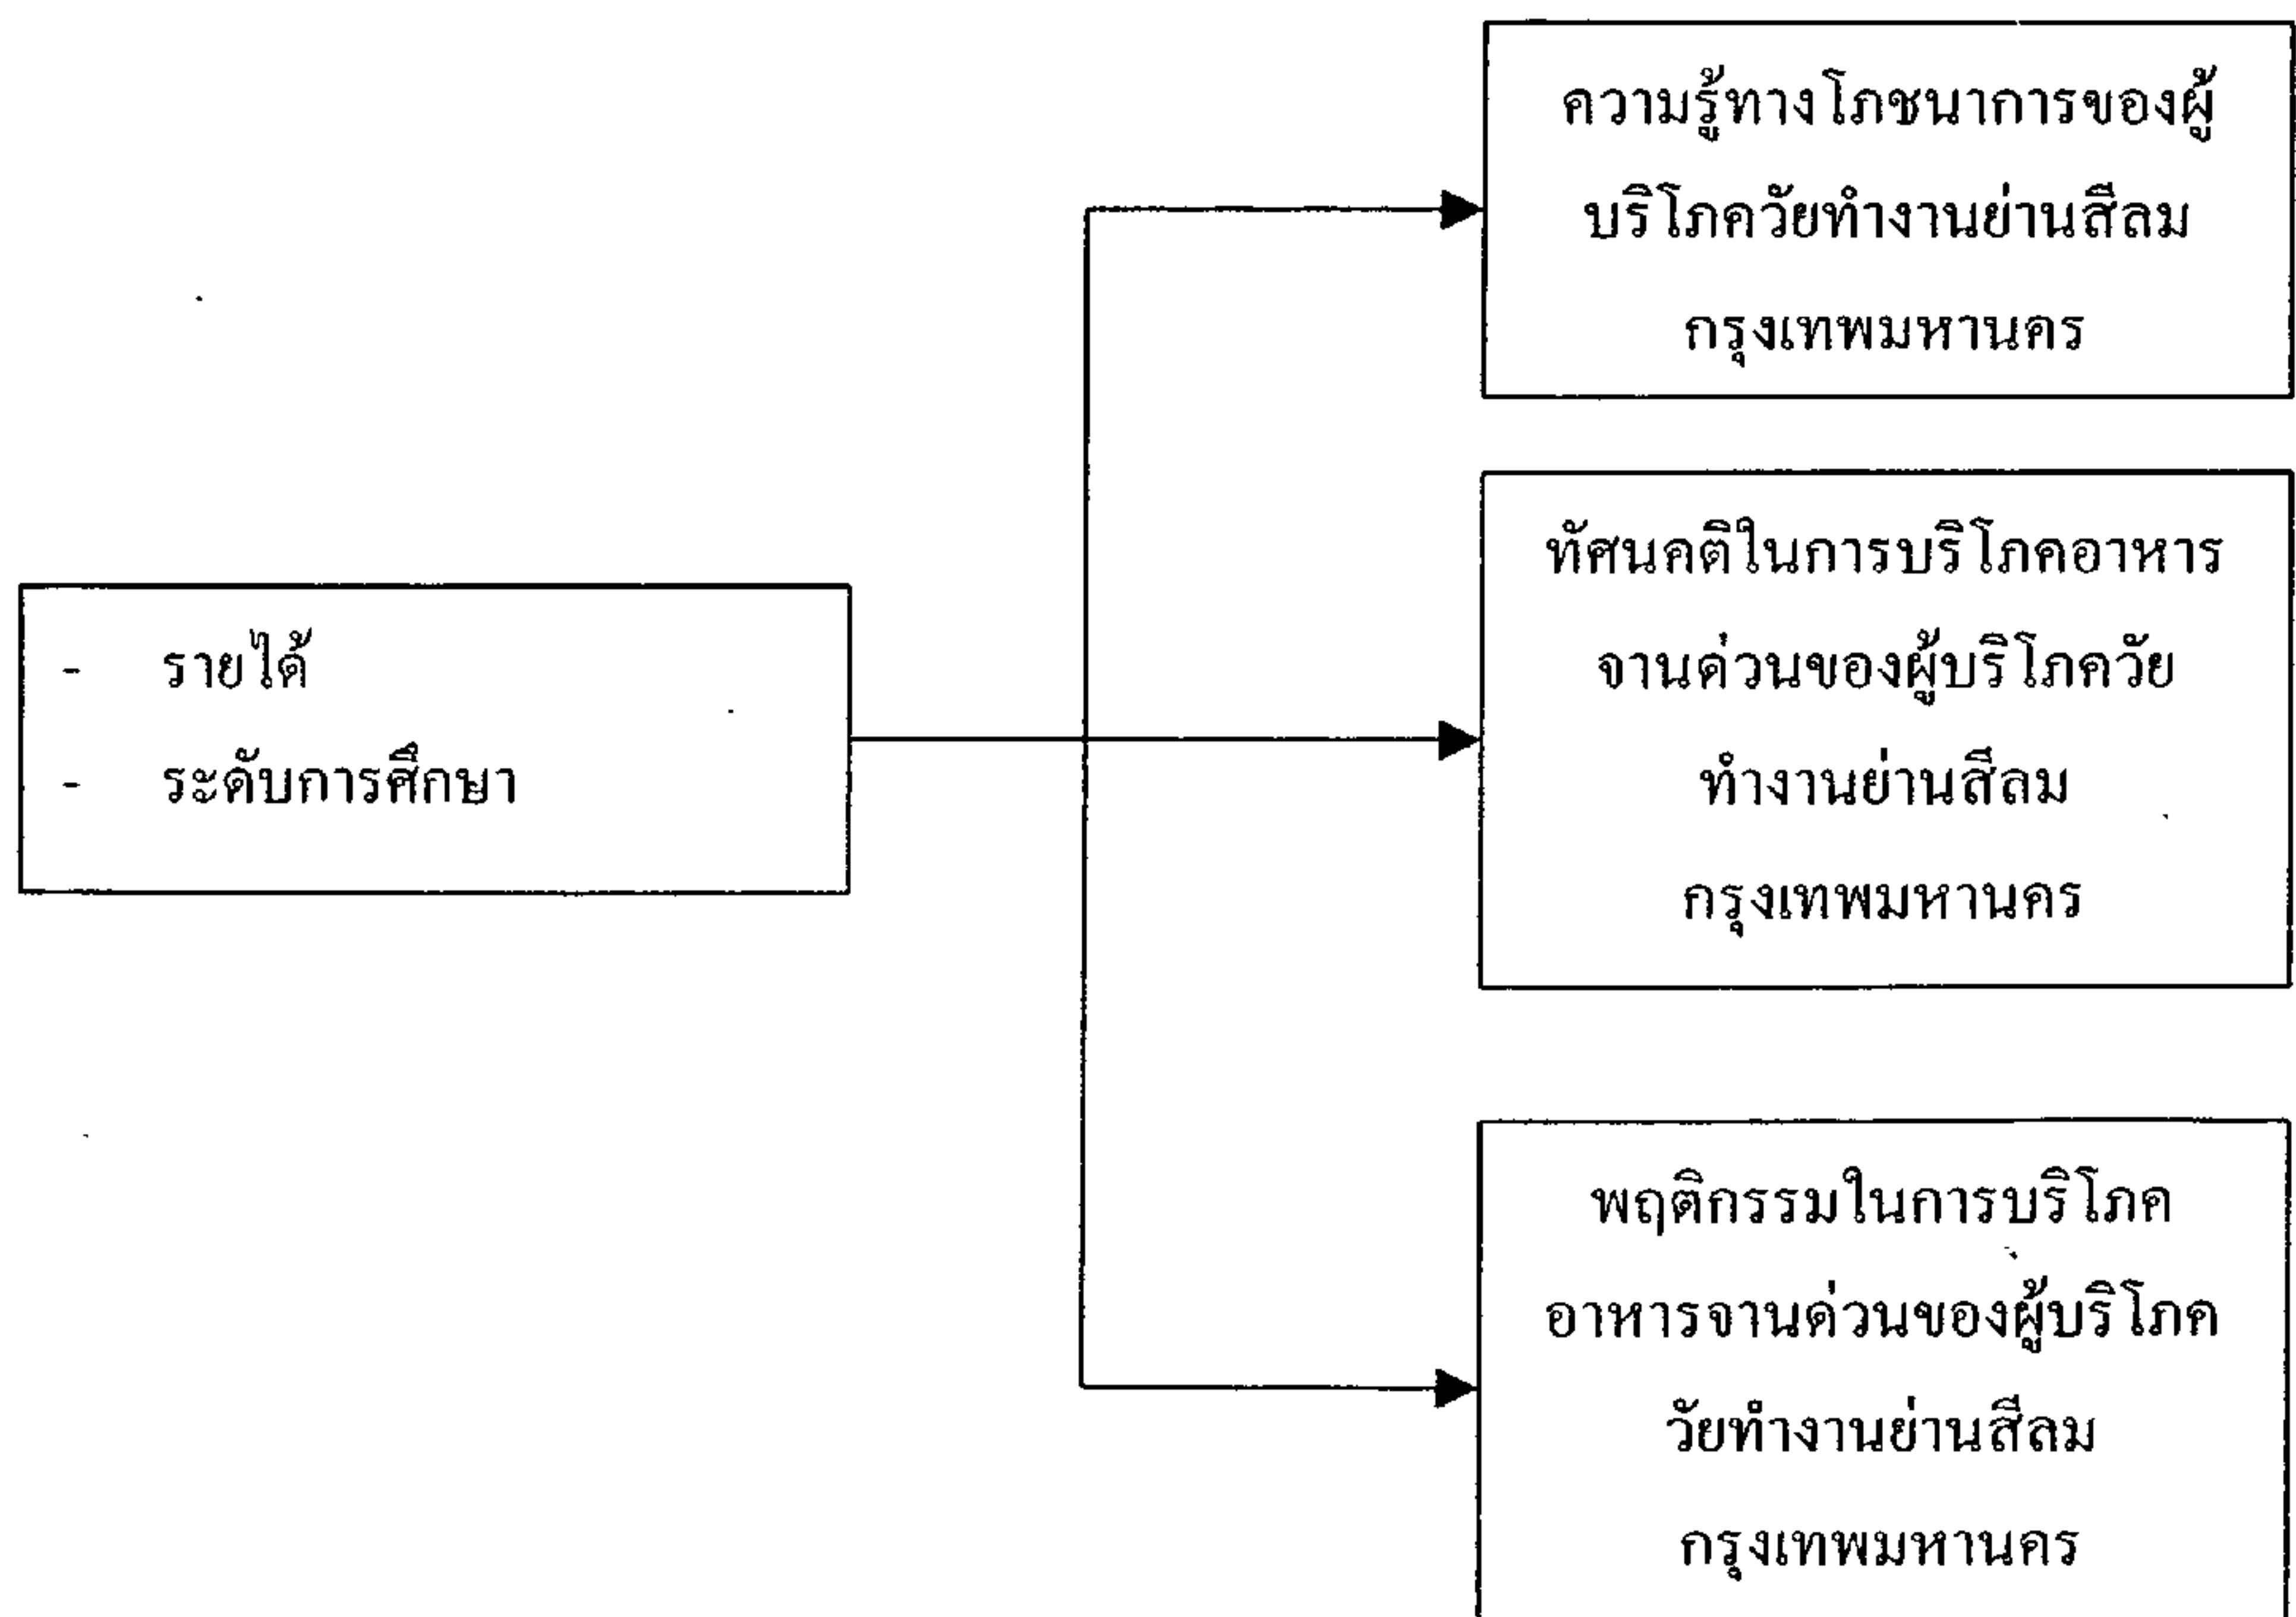 ความรู้ทางโภชนาการของผู้
บริโภควัยทำงานย่านสีลม
กรุงเทพมหานคร
- รายได้
- ระดับการศึกษา
ทัศนคติในการบริโภคอาหาร
จานด่วนของผู้บริโภควัย
ทำงานย่านสีลม
กรุงเทพมหานคร
พฤติกรรมในการบริโภค
อาหารจานด่วนของผู้บริโภค
วัยทำงานย่านสีลม
กรุงเทพมหานคร